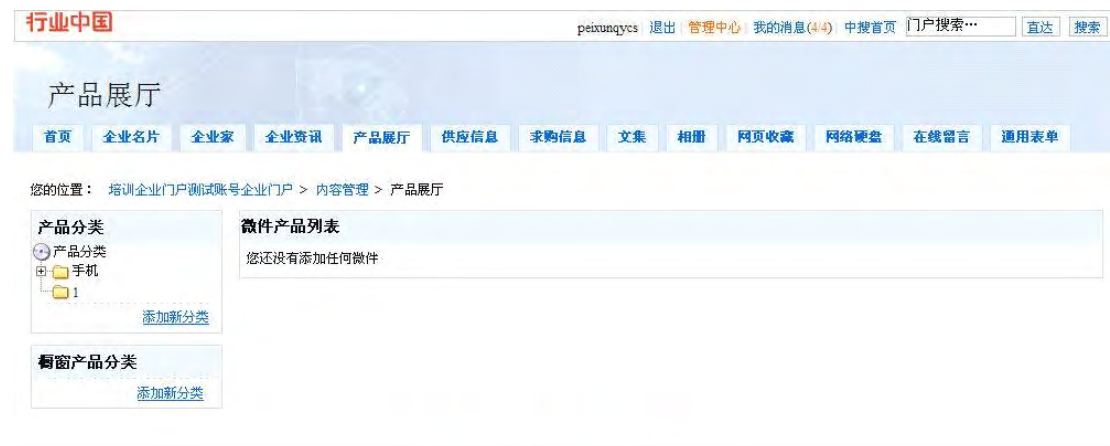 行业中国
peixunqycs 退出 管理中心 我的消息(4/4) 中搜首页 门户搜索… 直达 搜索
产品展厅
首页 企业名片 企业家 企业资讯 产品展厅 供应信息 求购信息 文集 相册 网页收藏 网络硬盘 在线留言 通用表单
您的位置: 培训企业门户测试账号企业门户 > 内容管理 > 产品展厅
产品分类
产品分类
手机
1
添加新分类
微件产品列表
您还没有添加任何微件
橱窗产品分类
添加新分类